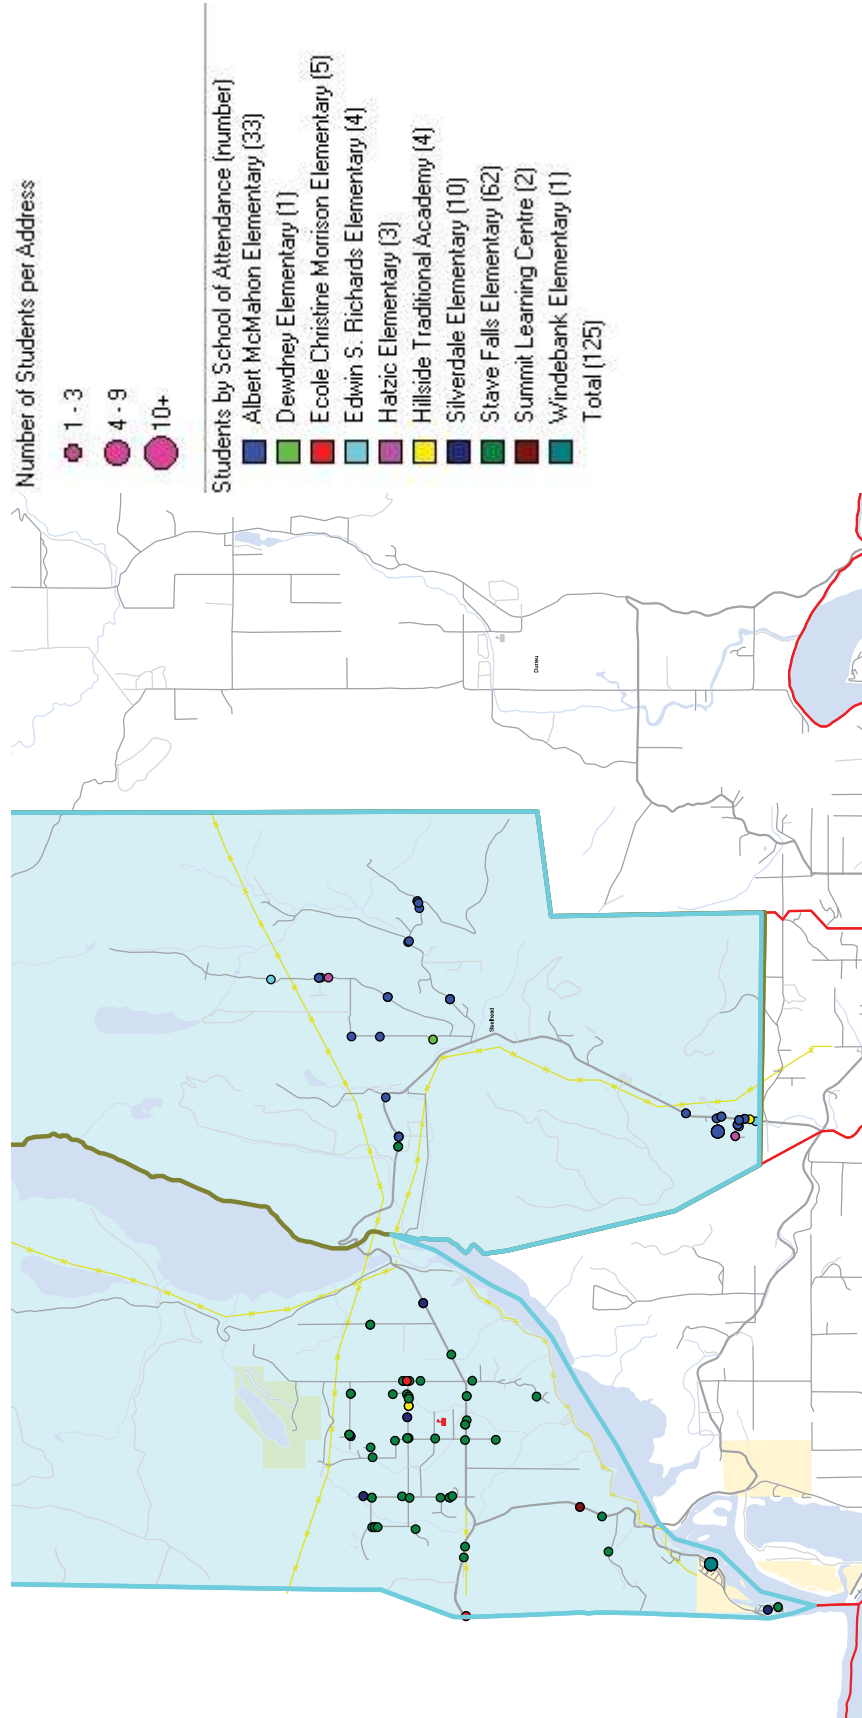 Number of Students per Address
1 - 3
4 - 9
10+
Students by School of Attendance (number)
Albert McMahon Elementary (33)
Dewdney Elementary (1)
Ecole Christine Morrison Elementary (5)
Edwin S. Richards Elementary (4)
Hatzic Elementary (3)
Hillside Traditional Academy (4)
Silverdale Elementary (10)
Stave Falls Elementary (62)
Summit Learning Centre (2)
Windebank Elementary (1)
Total (125)
Durieu
Steelhead